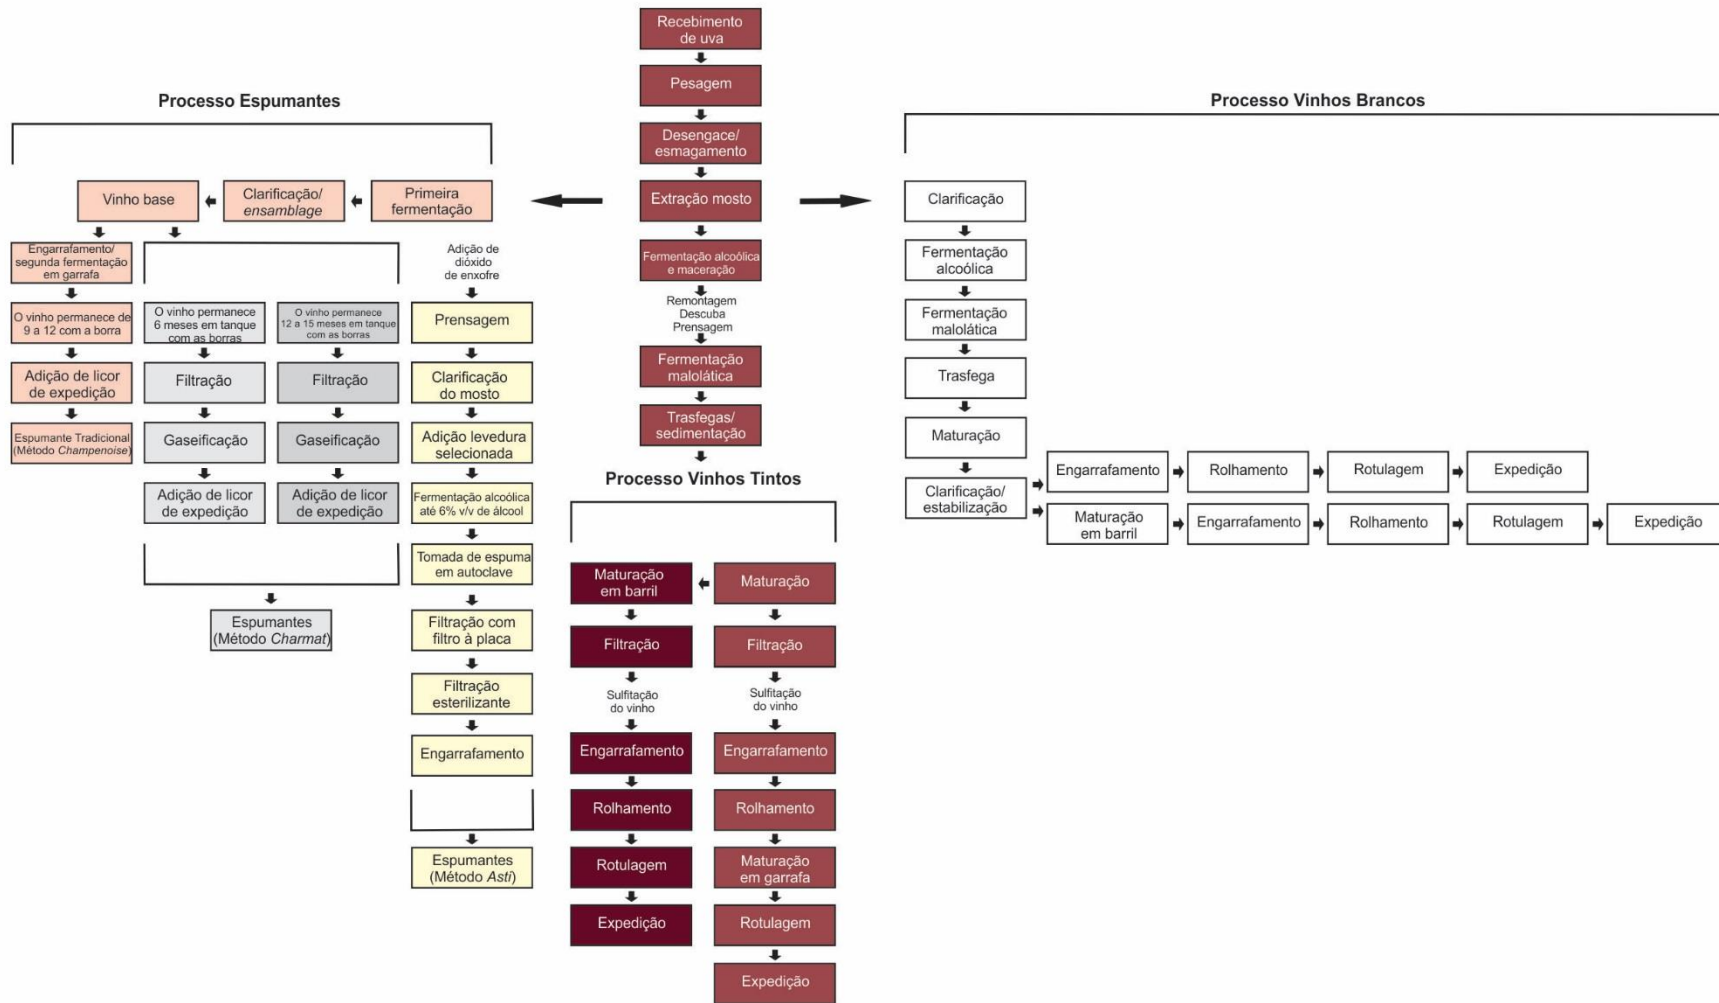 Recebimento
de uva
Pesagem
Desengace/
esmagamento
Extração mosto
Fermentação alcoólica
e maceração
Remontagem
Descuba
Prensagem
Fermentação
malolática
Trasfegas/
sedimentação
Processo Espumantes
Primeira
fermentação
Clarificação/
ensamblage
Vinho base
Engarrafamento/
segunda fermentação
em garrafa
O vinho permanece de
9 a 12 com a borra
Adição de licor
de expedição
Espumante Tradicional
(Método Champenoise)
O vinho permanece
6 meses em tanque
com as borras
Filtração
Gaseificação
Adição de licor
de expedição
O vinho permanece
12 a 15 meses em tanque
com as borras
Filtração
Gaseificação
Adição de licor
de expedição
Espumantes
(Método Charmat)
Adição de
dióxido
de enxofre
Prensagem
Clarificação
do mosto
Adição levedura
selecionada
Fermentação alcoólica
até 6% v/v de álcool
Tomada de espuma
em autoclave
Filtração com
filtro à placa
Filtração
esterilizante
Engarrafamento
Espumantes
(Método Asti)
Processo Vinhos Tintos
Maturação
em barril
Filtração
Sulfitação
do vinho
Engarrafamento
Rolhamento
Rotulagem
Expedição
Maturação
Filtração
Sulfitação
do vinho
Engarrafamento
Rolhamento
Maturação
em garrafa
Rotulagem
Expedição
Processo Vinhos Brancos
Clarificação
Fermentação
alcoólica
Fermentação
malolática
Trasfega
Maturação
Clarificação/
estabilização
Engarrafamento
Rolhamento
Rotulagem
Expedição
Maturação
em barril
Engarrafamento
Rolhamento
Rotulagem
Expedição